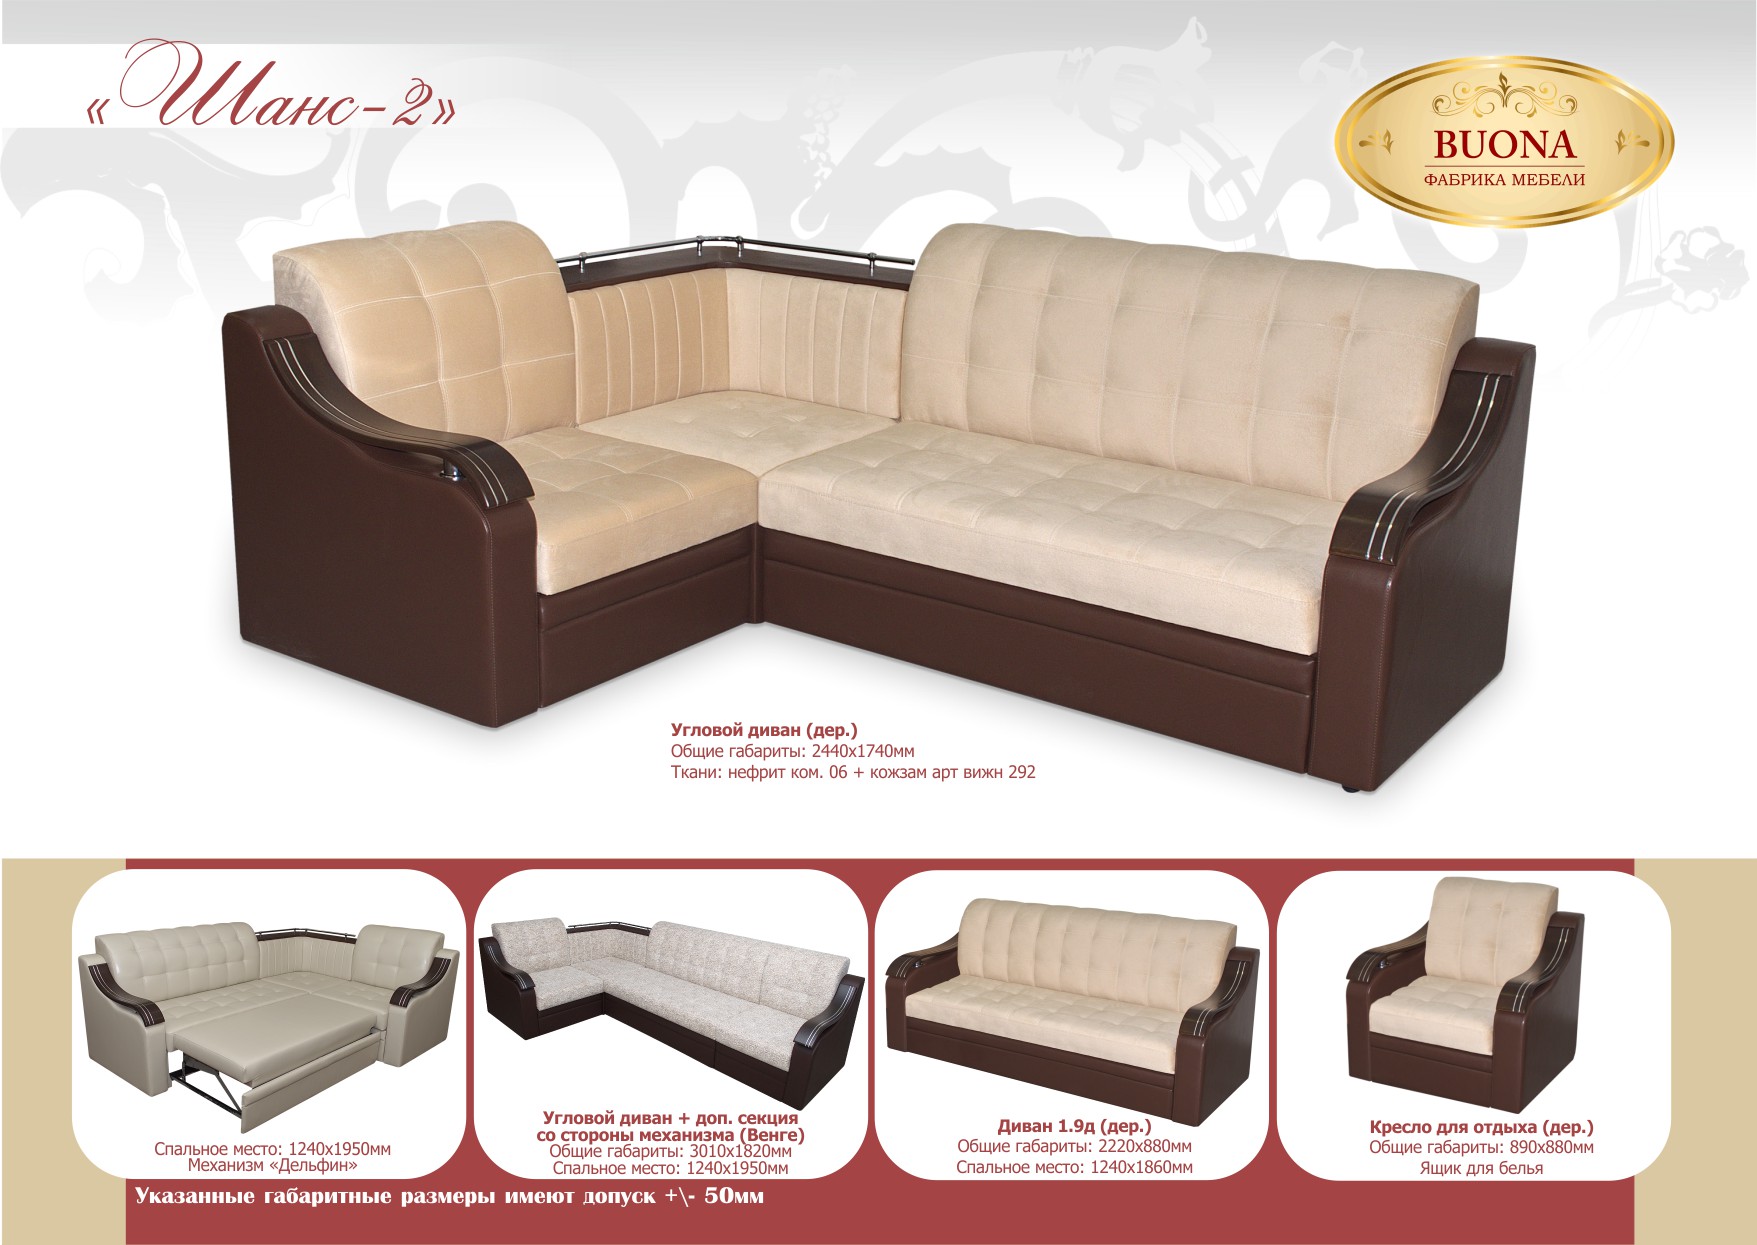 «Шанс-2»
BUONA
ФАБРИКА МЕБЕЛИ
Угловой диван (дер.)
Общие габариты: 2440х1740мм
Ткани: нефрит ком. 06 + кожзам арт вижн 292
Спальное место: 1240х1950мм
Механизм «Дельфин»
Угловой диван + доп. секция
со стороны механизма (Венге)
Общие габариты: 3010х1820мм
Спальное место: 1240х1950мм
Диван 1.9д (дер.)
Общие габариты: 2220х880мм
Спальное место: 1240х1860мм
Кресло для отдыха (дер.)
Общие габариты: 890х880мм
Ящик для белья
Указанные габаритные размеры имеют допуск +\- 50мм